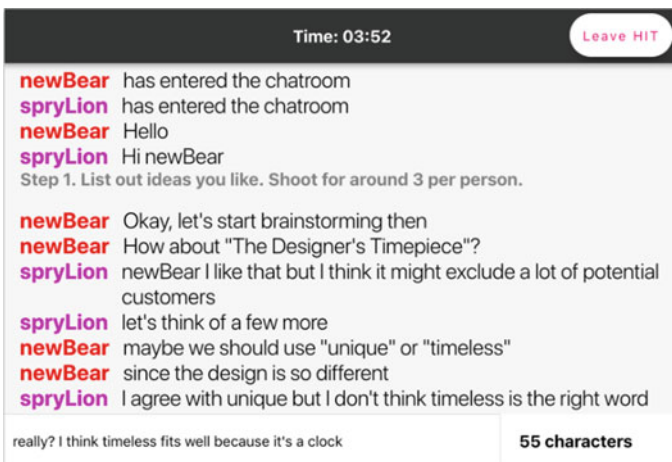 Time: 03:52
Leave HIT
newBear has entered the chatroom
spryLion has entered the chatroom
newBear Hello
spryLion Hi newBear
Step 1. List out ideas you like. Shoot for around 3 per person.
newBear Okay, let's start brainstorming then
newBear How about "The Designer's Timepiece"?
spryLion newBear I like that but I think it might exclude a lot of potential
customers
spryLion let's think of a few more
newBear maybe we should use "unique" or "timeless"
newBear since the design is so different
spryLion I agree with unique but I don't think timeless is the right word
really? I think timeless fits well because it's a clock
55 characters